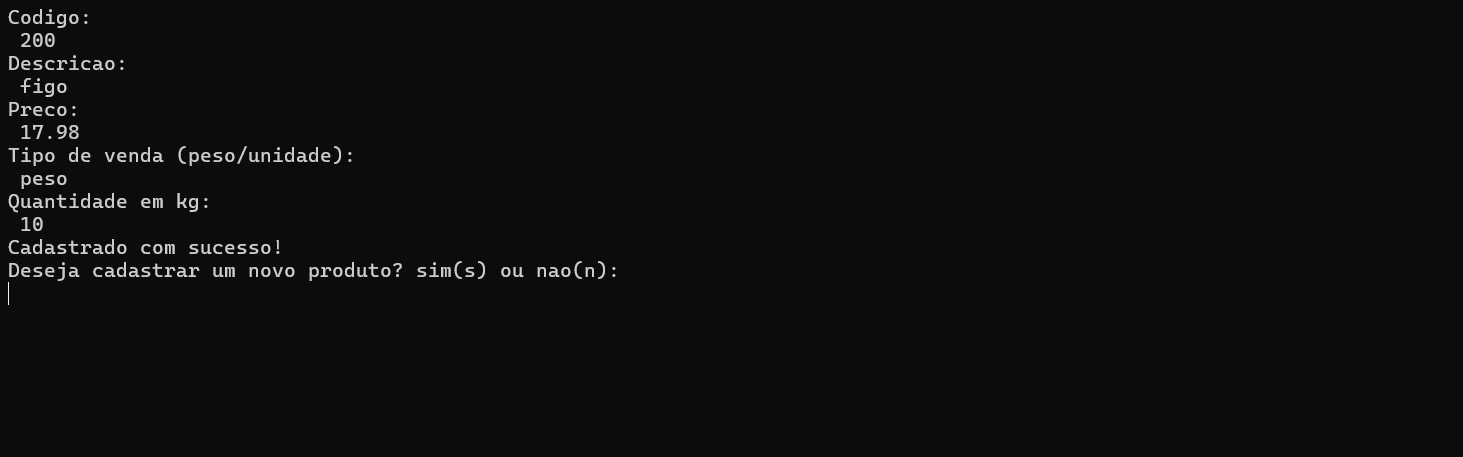 Codigo:
200
Descricao:
figo
Preco:
17.98
Tipo de venda (peso/unidade):
peso
Quantidade em kg:
10
Cadastrado com sucesso!
Deseja cadastrar um novo produto? sim(s) ou nao(n):